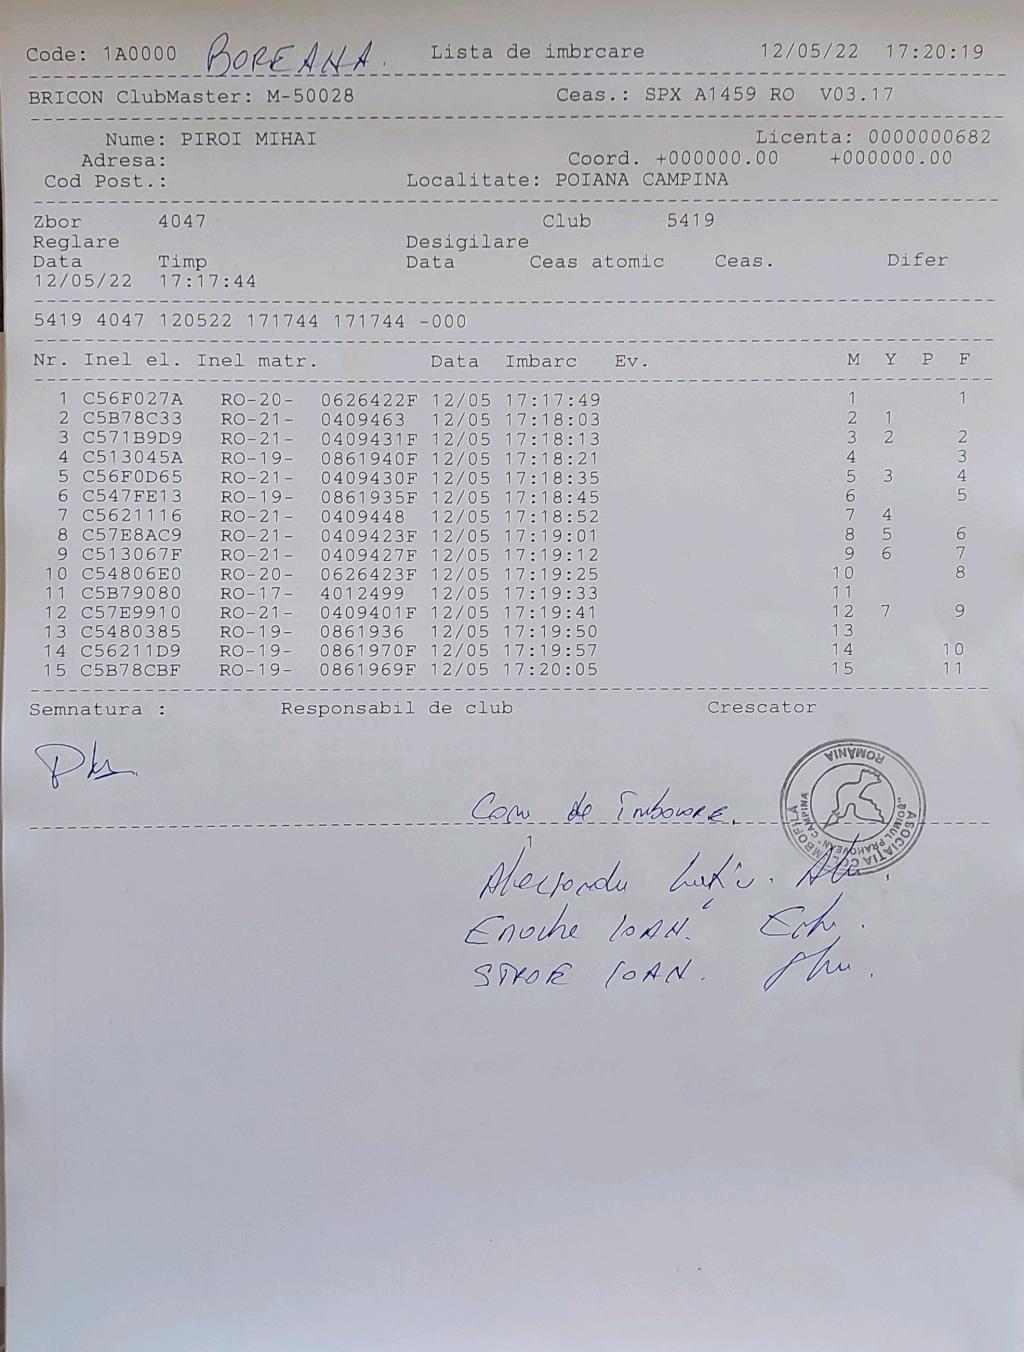 Code: 1A0000 BOREANA. Lista de imbrcare 12/05/22 17:20:19
BRICON ClubMaster: M-50028 Ceas.: SPX A1459 RO V03.17
Nume: PIROI MIHAI Licenta: 0000000682
Adresa: Coord. +000000.00 +000000.00
Cod Post.: Localitate: POIANA CAMPINA
Zbor 4047 Club 5419
Reglare Desigilare
Data Timp Data Ceas atomic Ceas. Difer
12/05/22 17:17:44
5419 4047 120522 171744 171744 -000
Nr. Inel el. Inel matr. Data Imbarc Ev. M Y P F
1 C56F027A RO-20- 0626422F 12/05 17:17:49 1 1
2 C5B78C33 RO-21- 0409463 12/05 17:18:03 2 1
3 C571B9D9 RO-21- 0409431F 12/05 17:18:13 3 2 2
4 C513045A RO-19- 0861940F 12/05 17:18:21 4 3
5 C56F0D65 RO-21- 0409430F 12/05 17:18:35 5 3 4
6 C547FE13 RO-19- 0861935F 12/05 17:18:45 6 5
7 C5621116 RO-21- 0409448 12/05 17:18:52 7 4
8 C57E8AC9 RO-21- 0409423F 12/05 17:19:01 8 5 6
9 C513067F RO-21- 0409427F 12/05 17:19:12 9 6 7
10 C54806E0 RO-20- 0626423F 12/05 17:19:25 10 8
11 C5B79080 RO-17- 4012499 12/05 17:19:33 11
12 C57E9910 RO-21- 0409401F 12/05 17:19:41 12 7 9
13 C5480385 RO-19- 0861936 12/05 17:19:50 13
14 C56211D9 RO-19- 0861970F 12/05 17:19:57 14 10
15 C5B78CBF RO-19- 0861969F 12/05 17:20:05 15 11
Semnatura : Responsabil de club Crescator
ROMÂNIA
ASOCIAȚIA
"ȘOIMUL PRAHOVEAN" CAMPINA
de
1
Enache IOAN.
STROE IOAN.